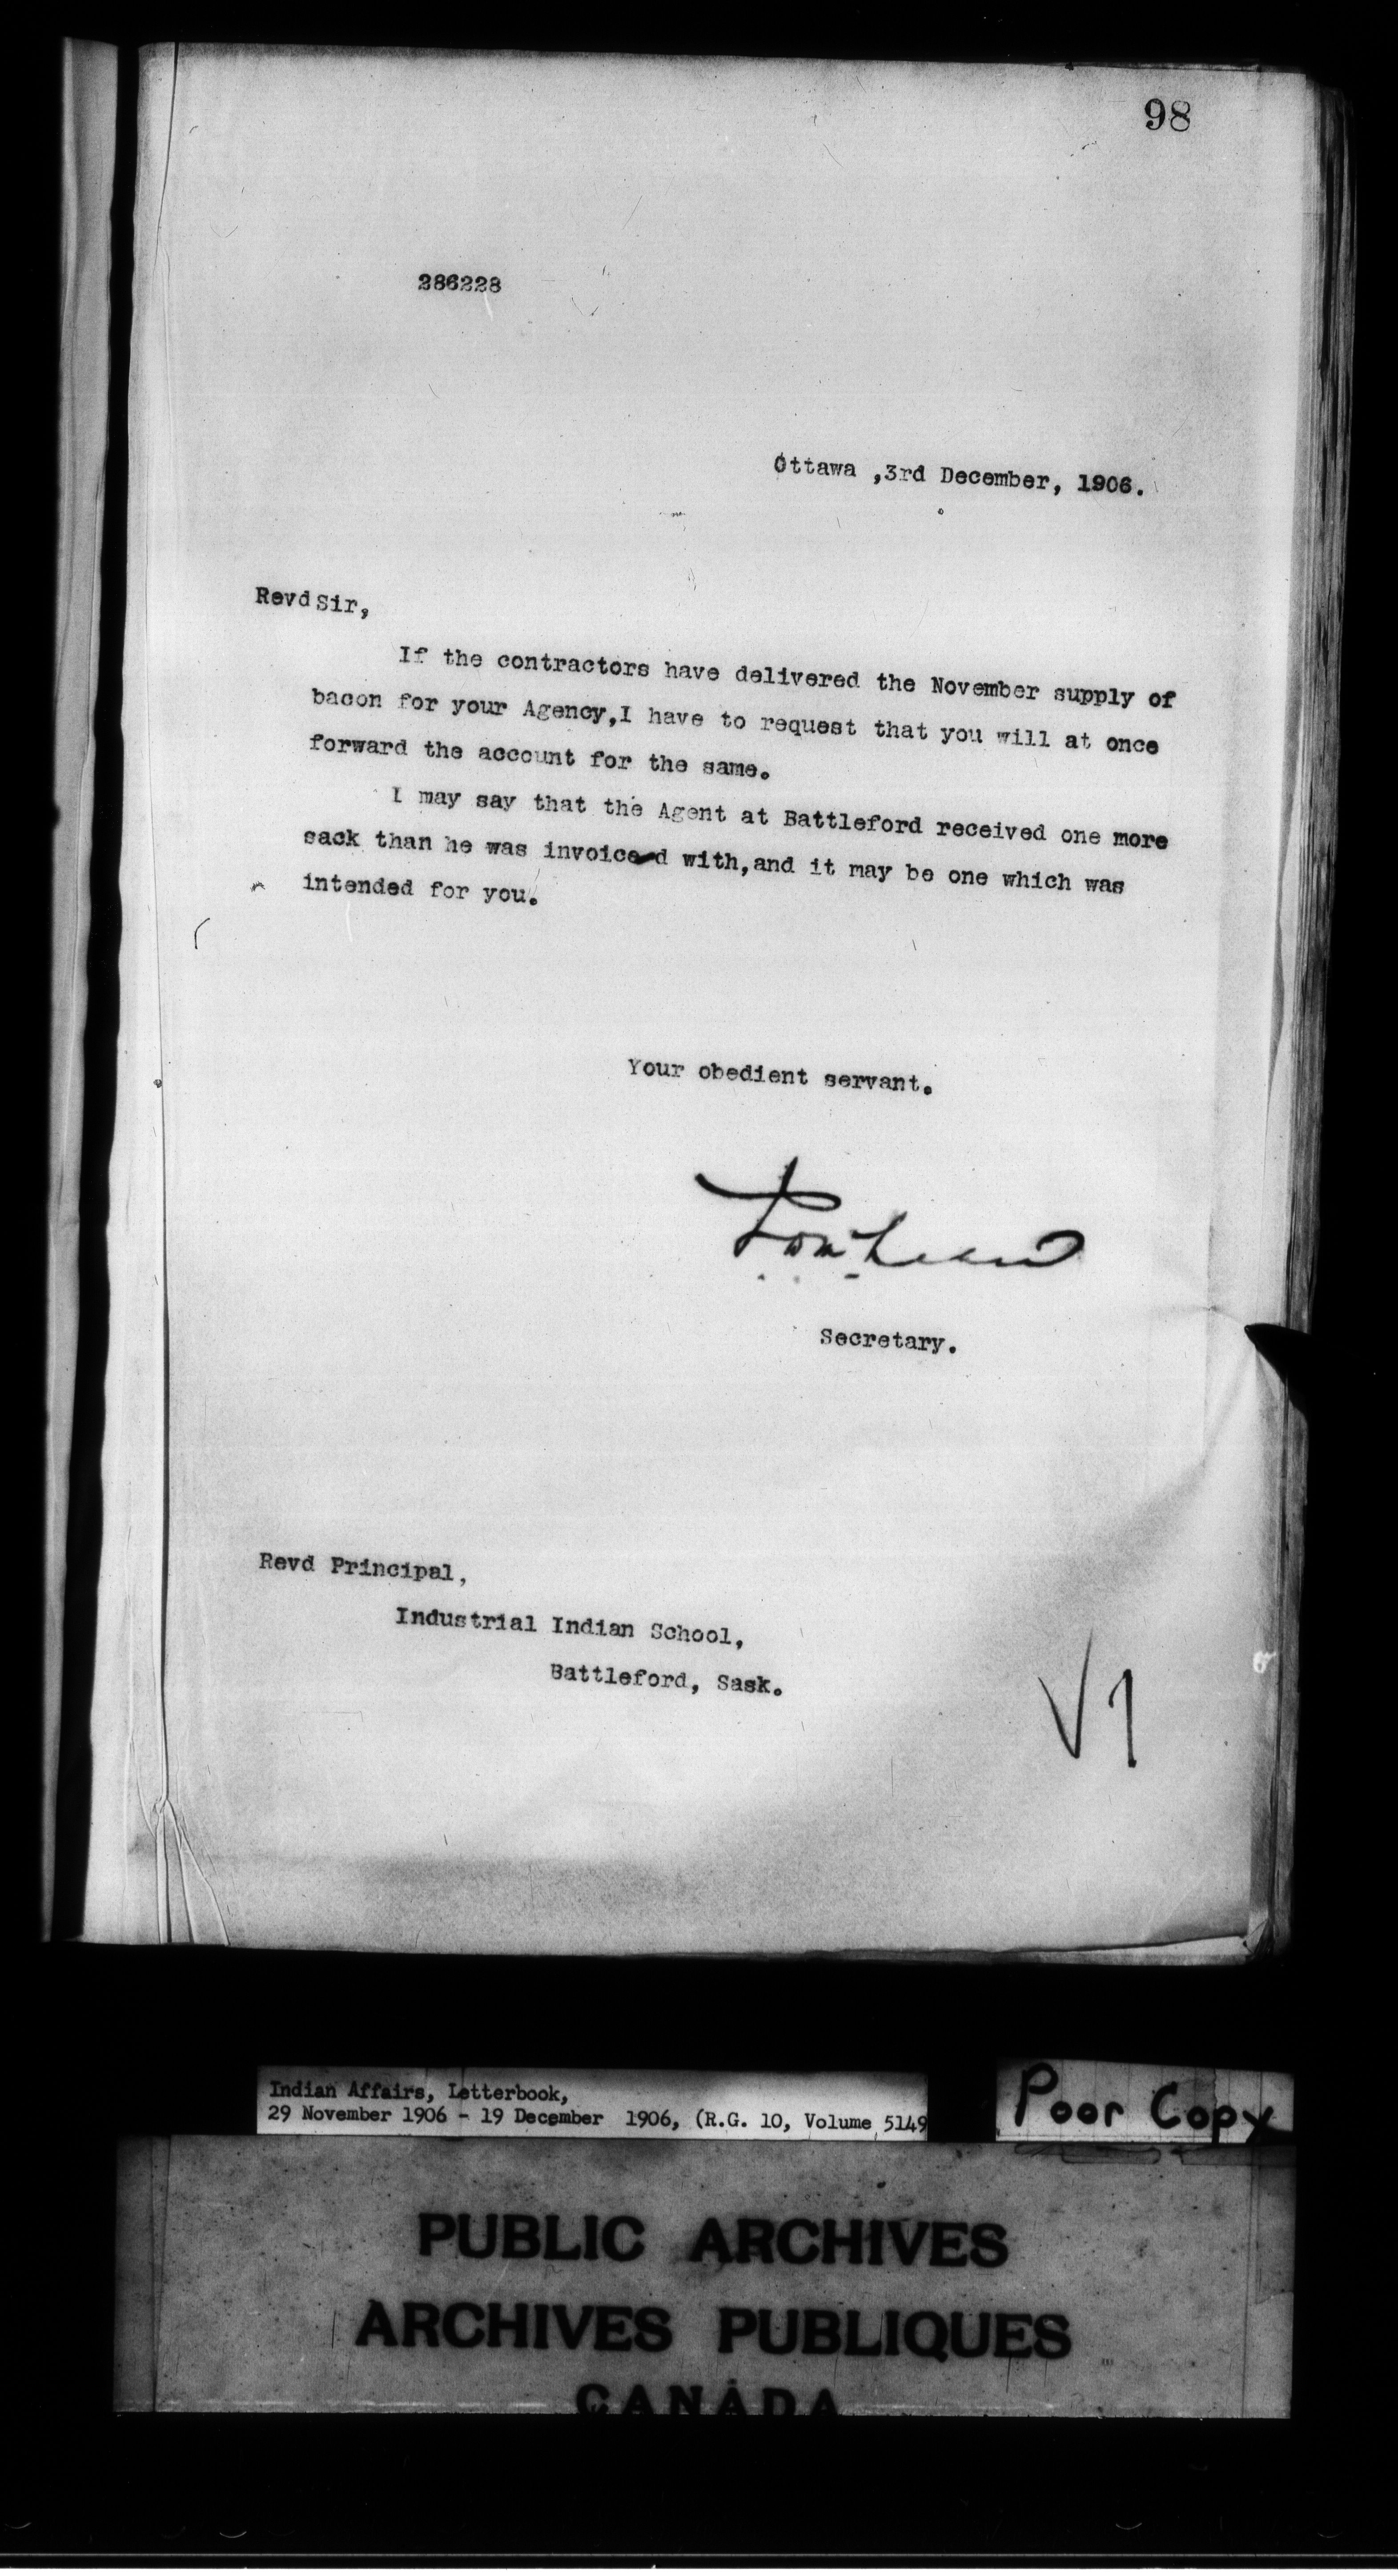 98
286228
Ottawa ,3rd December, 1906.
Revd Sir,
If the contractors have delivered the November supply of
bacon for your Agency,I have to request that you will at once
forward the account for the same.
I may say that the Agent at Battleford received one more
sack than he was invoiced with,and it may be one which was
intended for you.
Your obedient servant.
Secretary.
Revd Principal,
Industrial Indian School,
Battleford, Sask.
V1
Indian Affairs, Letterbook,
29 November 1906 - 19 December 1906, (R.G. 10, Volume 5149
Poor Copy
PUBLIC ARCHIVES
ARCHIVES PUBLIQUES
CANADA